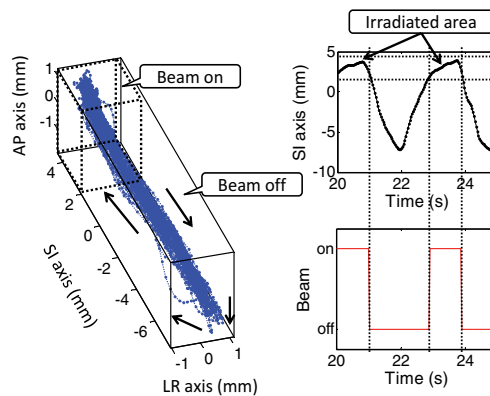 Beam on
Beam off
AP axis (mm)
1
0
-1
SI axis (mm)
4
2
0
-2
-4
-6
LR axis (mm)
-1
0
1
Irradiated area
SI axis (mm)
5
0
-5
-10
20 22 24
Time (s)
Beam
on
off
20 22 24
Time (s)